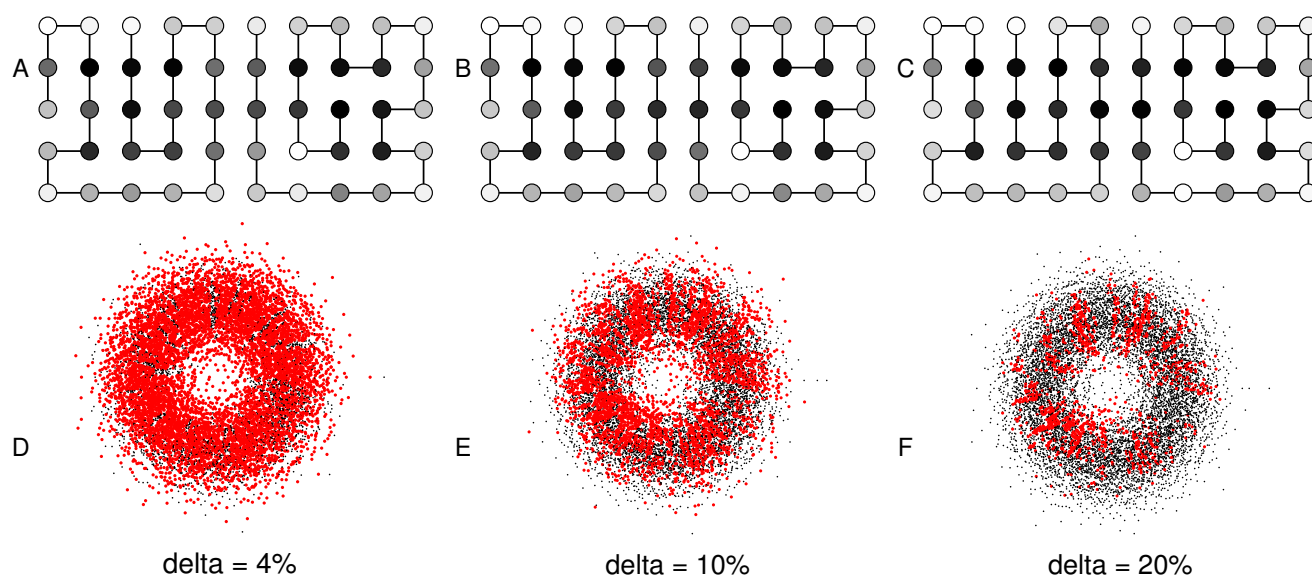 A B C
D E F
delta = 4% delta = 10% delta = 20%